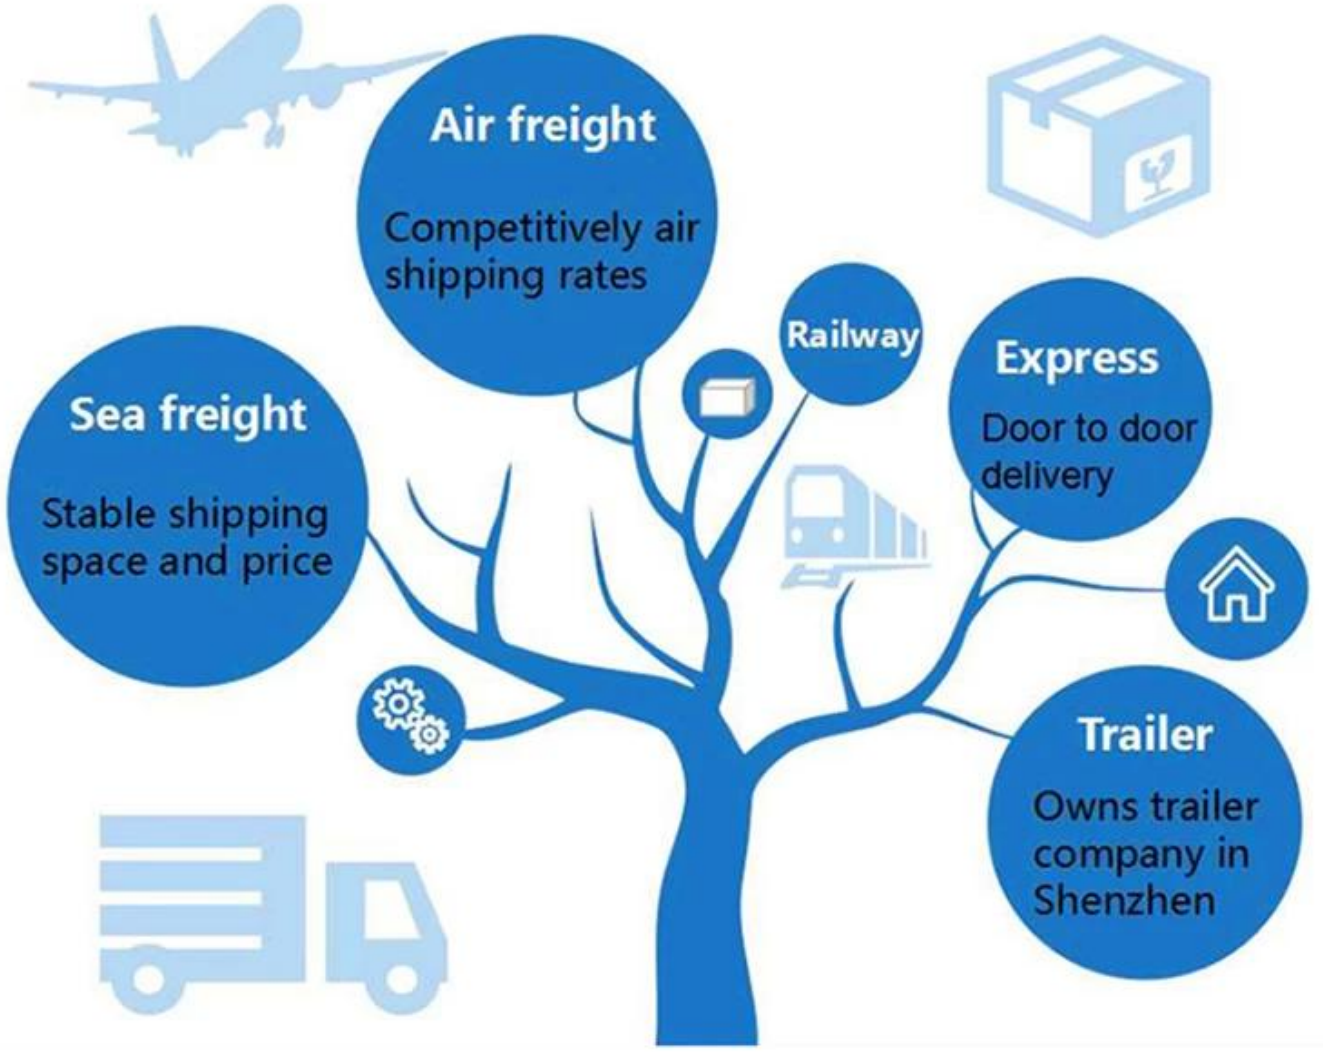 Air freight
Competitively air
shipping rates
Railway
Express
Door to door
delivery
Sea freight
Stable shipping
space and price
Trailer
Owns trailer
company in
Shenzhen